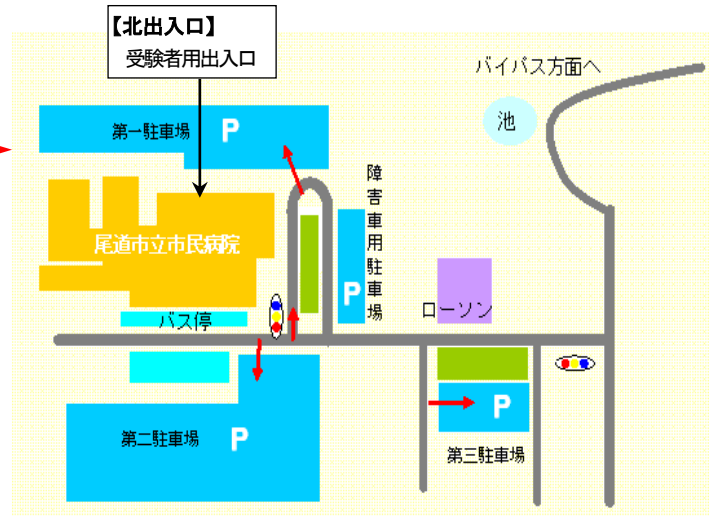 【北出入口】
受験者用出入口
バイパス方面へ
池
第一駐車場
P
障害車用駐車場
P
尾道市立市民病院
ローソン
バス停
第二駐車場
P
P
第三駐車場